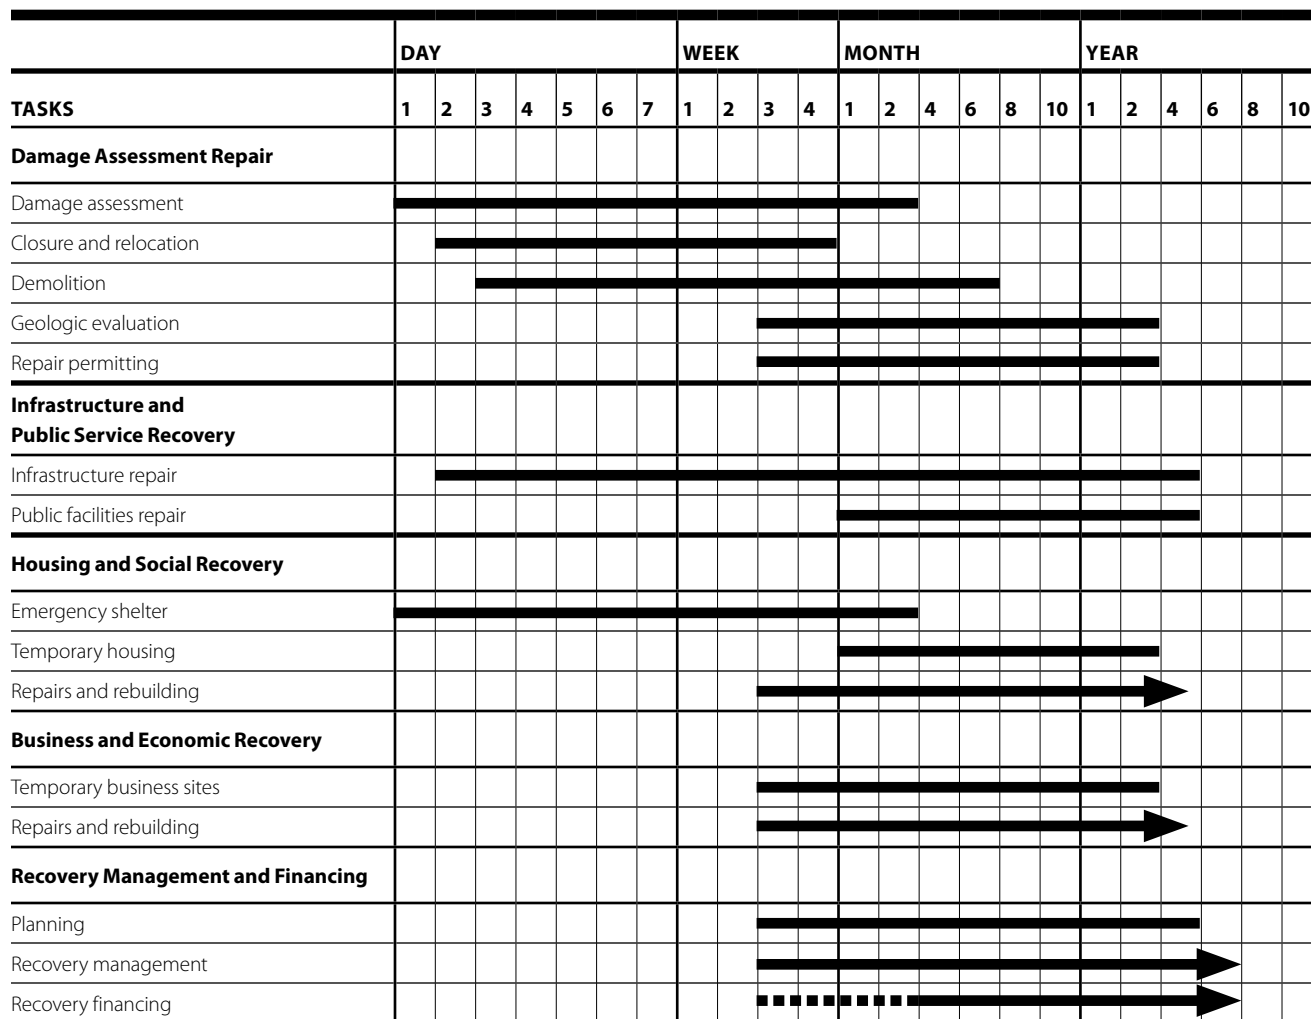 DAY WEEK MONTH YEAR
TASKS 1 2 3 4 5 6 7 1 2 3 4 1 2 4 6 8 10 1 2 4 6 8 10
Damage Assessment Repair
Damage assessment
Closure and relocation
Demolition
Geologic evaluation
Repair permitting
Infrastructure and
Public Service Recovery
Infrastructure repair
Public facilities repair
Housing and Social Recovery
Emergency shelter
Temporary housing
Repairs and rebuilding
Business and Economic Recovery
Temporary business sites
Repairs and rebuilding
Recovery Management and Financing
Planning
Recovery management
Recovery financing